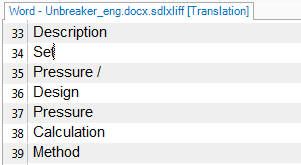 Word - Unbreaker_eng.docx.sdlxliff [Translation]
33 Description
34 Set
35 Pressure /
36 Design
37 Pressure
38 Calculation
39 Method